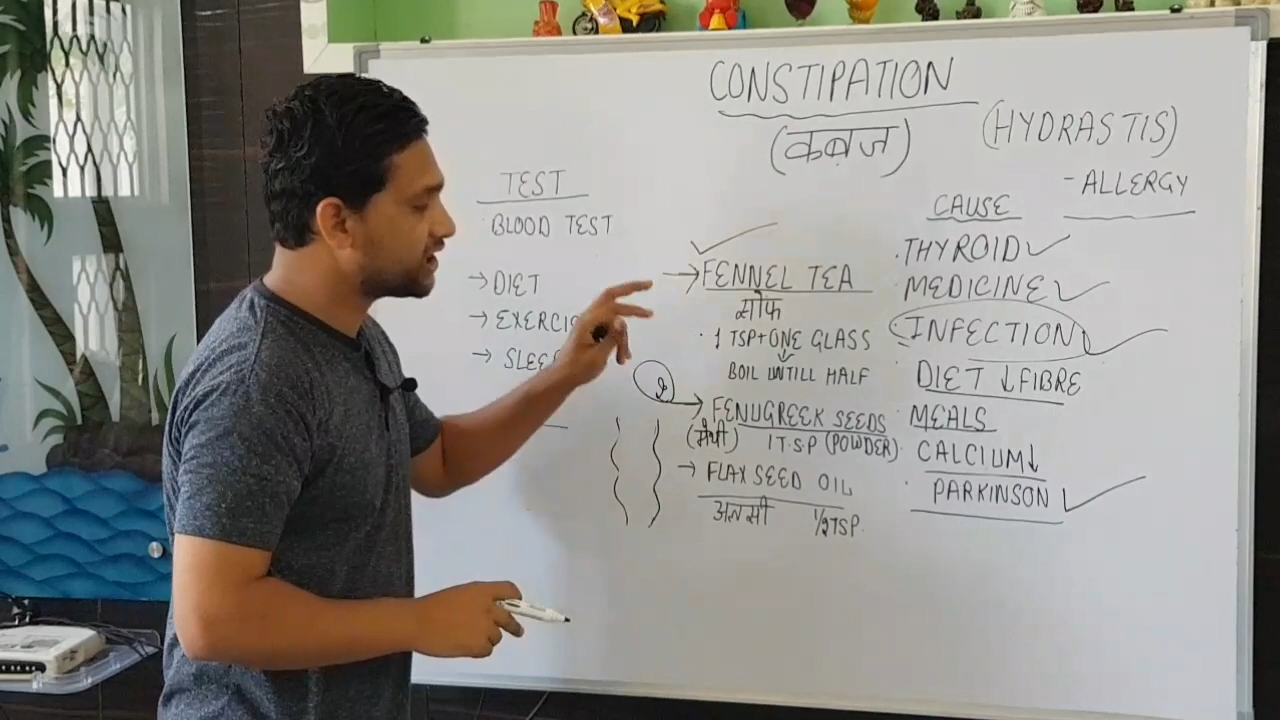 CONSTIPATION
(कबज)
(HYDRASTIS)
- ALLERGY
TEST
· BLOOD TEST
→ DIET
→ EXERCIS
→ SLEE
→ FENNEL TEA
सोफ
· 1 TSP+ONE GLASS
BOIL UNTILL HALF
→ FENUGREEK SEEDS
(मैथी) 1 T.S.P (POWDER)
→ FLAX SEED OIL
अलसी 1/2 TSP.
CAUSE
· THYROID ✓
· MEDICINE ✓
· INFECTION ✓
DIET ↓ FIBRE
· MEALS
· CALCIUM ↓
· PARKINSON ✓